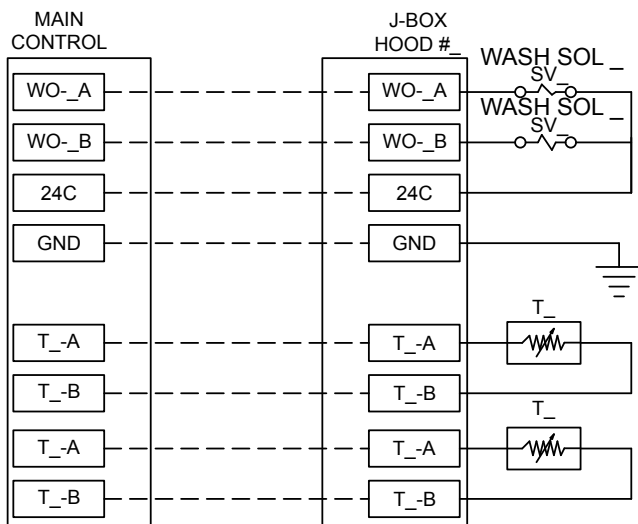 MAIN
CONTROL
J-BOX
HOOD #_
WASH SOL _
SV_
WO-_A
WO-_A
WASH SOL _
SV_
WO-_B
WO-_B
24C
24C
GND
GND
T_
T_-A
T_-A
T_-B
T_-B
T_
T_-A
T_-A
T_-B
T_-B